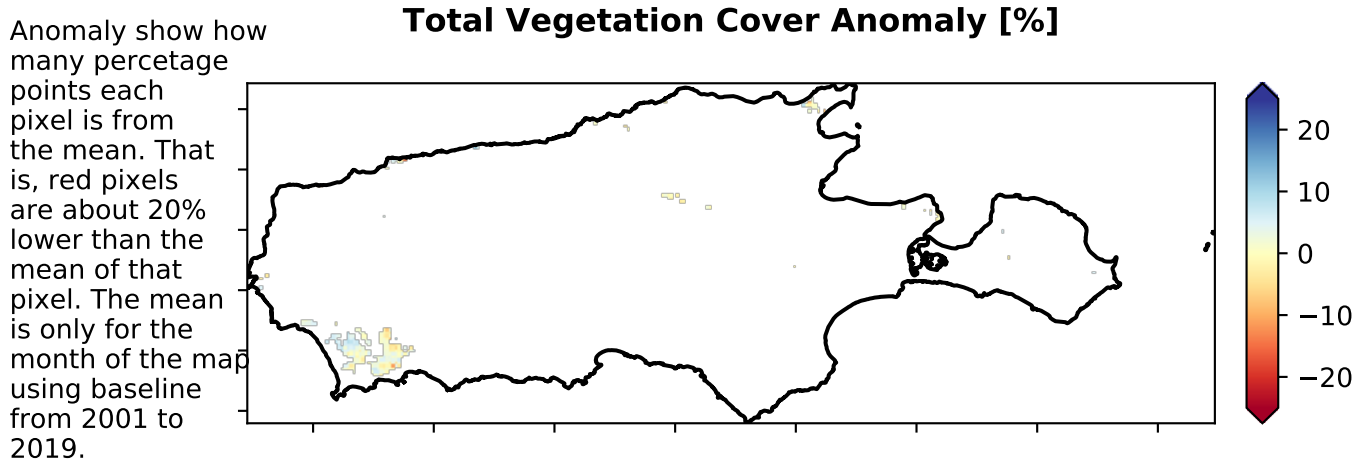 Total Vegetation Cover Anomaly [%]
Anomaly show how
many percetage
points each
pixel is from
the mean. That
is, red pixels
are about 20%
lower than the
mean of that
pixel. The mean
is only for the
month of the map
using baseline
from 2001 to
2019.
20
10
0
−10
−20